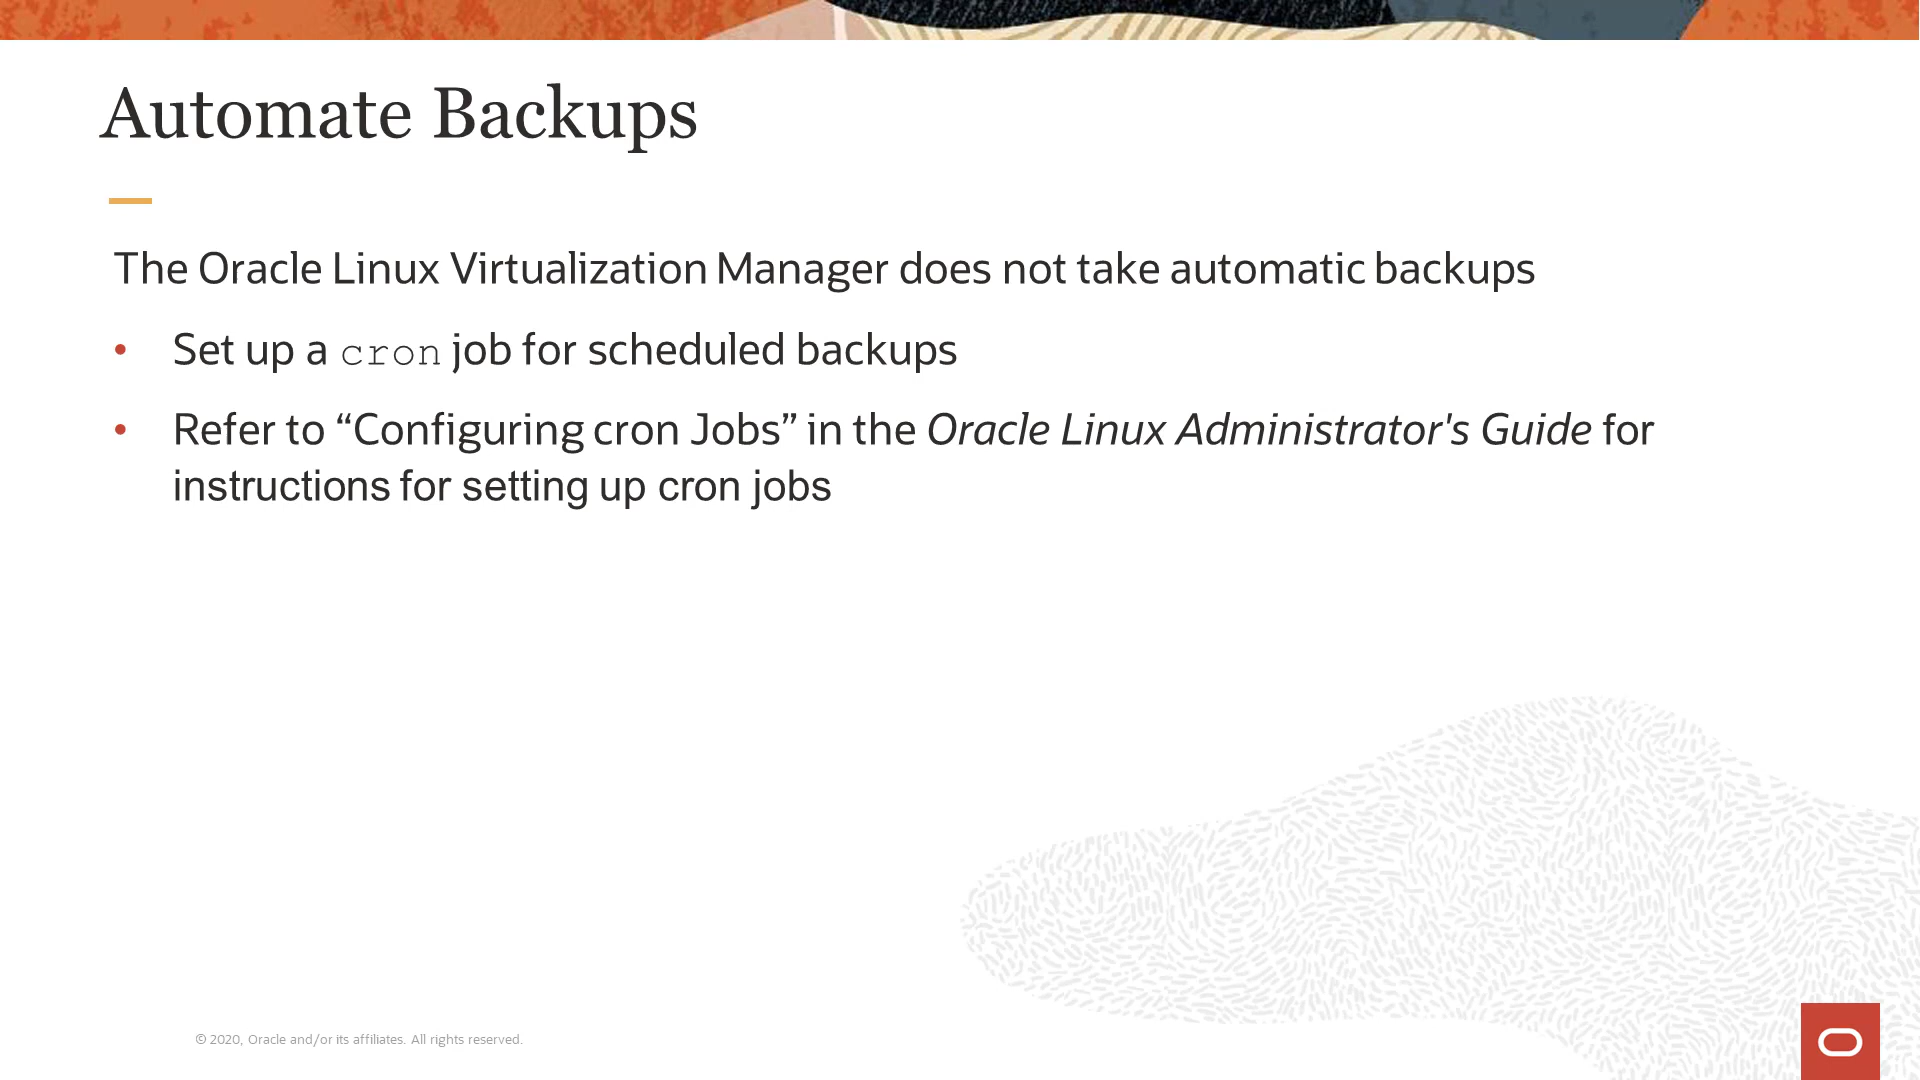 Automate Backups
The Oracle Linux Virtualization Manager does not take automatic backups
• Set up a cron job for scheduled backups
• Refer to “Configuring cron Jobs” in the Oracle Linux Administrator's Guide for
instructions for setting up cron jobs
© 2020, Oracle and/or its affiliates. All rights reserved.